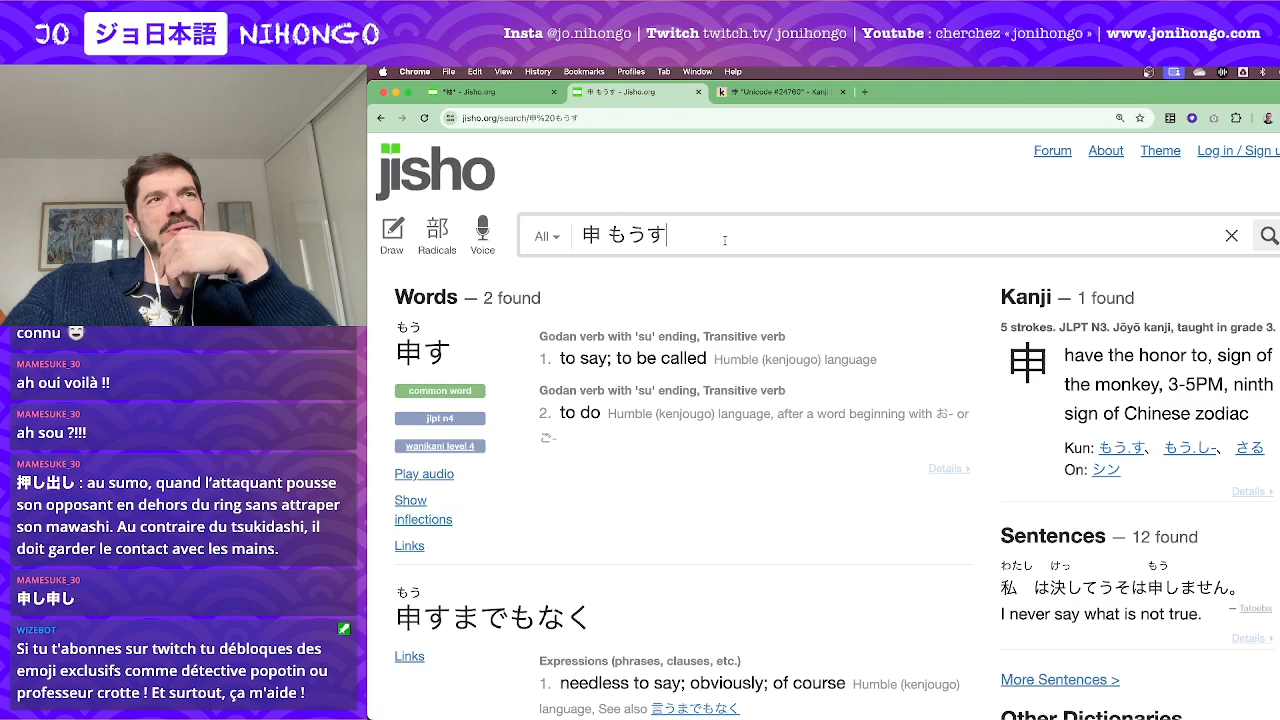 JO ジョ日本語 NIHONGO
Insta @jo.nihongo | Twitch twitch.tv/ jonihongo | Youtube : cherchez « jonihongo » | www.jonihongo.com
Chrome File Edit View History Bookmarks Profiles Tab Window Help
申 もうす - Jisho.org
"Unicode #24760" - Kanji
jisho.org/search/申%20もうす
jisho
Forum About Theme Log in / Sign u
Draw Radicals Voice
All 申 もうす
Words — 2 found
もう
申す
common word
jlpt n4
wanikani level 4
Play audio
Show
inflections
Links
Godan verb with 'su' ending, Transitive verb
1. to say; to be called Humble (kenjougo) language
Godan verb with 'su' ending, Transitive verb
2. to do Humble (kenjougo) language, after a word beginning with お- or
ご-
Details
もう
申すまでもなく
Links
Expressions (phrases, clauses, etc.)
1. needless to say; obviously; of course Humble (kenjougo)
language, See also 言うまでもなく
Kanji — 1 found
5 strokes. JLPT N3. Jōyō kanji, taught in grade 3.
申 have the honor to, sign of
the monkey, 3-5PM, ninth
sign of Chinese zodiac
Kun: もう.す、 もう.し-、 さる
On: シン
Details
Sentences — 12 found
わたし けっ もう
私 は決してうそは申しません。
I never say what is not true. — Tatoeba
Details
More Sentences >
Other Dictionaries
connu
MAMESUKE_30
ah oui voilà !!
MAMESUKE_30
ah sou ?!!!
MAMESUKE_30
押し出し : au sumo, quand l'attaquant pousse
son opposant en dehors du ring sans attraper
son mawashi. Au contraire du tsukidashi, il
doit garder le contact avec les mains.
MAMESUKE_30
申し申し
WIZEBOT
Si tu t'abonnes sur twitch tu débloques des
emoji exclusifs comme détective popotin ou
professeur crotte ! Et surtout, ça m'aide !